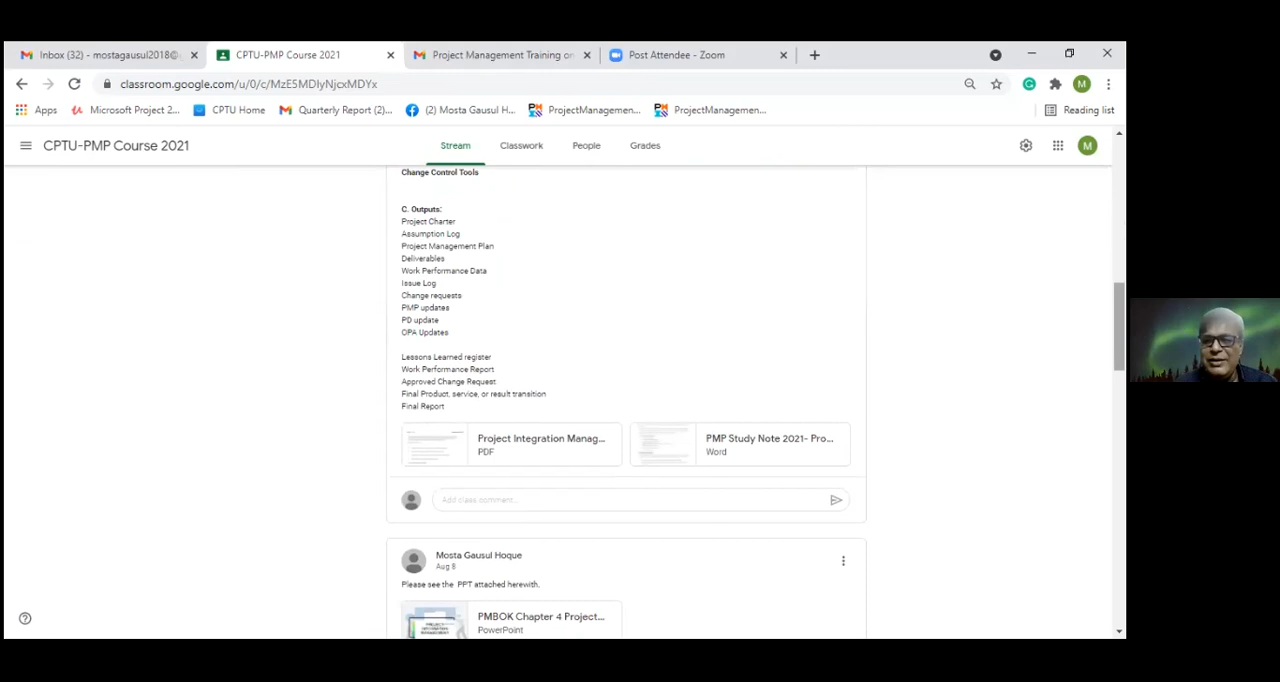 Inbox (32) - mostagausul2018@
CPTU-PMP Course 2021
Project Management Training on
Post Attendee - Zoom
classroom.google.com/u/0/c/MzE5MDIyNjcxMDYx
Apps
Microsoft Project 2...
CPTU Home
Quarterly Report (2)...
(2) Mosta Gausul H...
ProjectManagemen...
ProjectManagemen...
Reading list
CPTU-PMP Course 2021
Stream
Classwork
People
Grades
M
Change Control Tools
C. Outputs:
Project Charter
Assumption Log
Project Management Plan
Deliverables
Work Performance Data
Issue Log
Change requests
PMP updates
PD update
OPA Updates
Lessons Learned register
Work Performance Report
Approved Change Request
Final Product, service, or result transition
Final Report
Project Integration Manag...
PDF
PMP Study Note 2021- Pro...
Word
Add class comment...
Mosta Gausul Hoque
Aug 8
Please see the PPT attached herewith.
PMBOK Chapter 4 Project...
PowerPoint